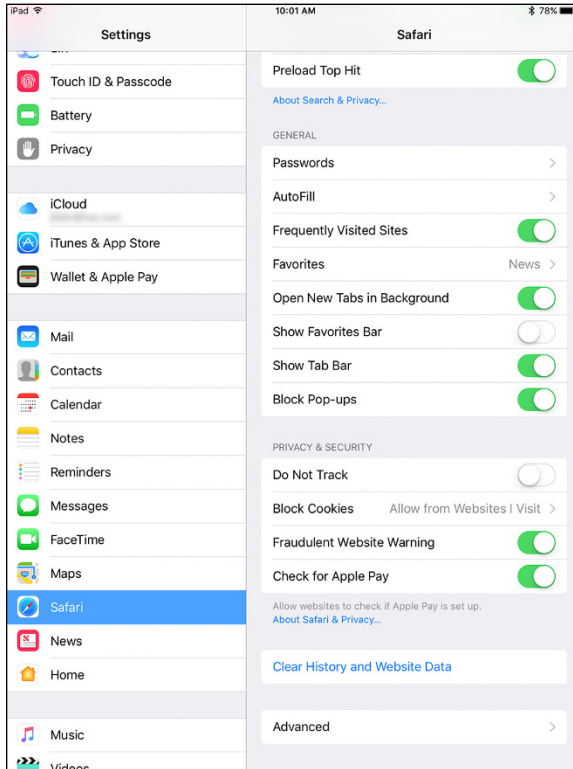 iPad
10:01 AM
78%
Settings
Safari
Siri
Touch ID & Passcode
Battery
Privacy
iCloud
iTunes & App Store
Wallet & Apple Pay
Mail
Contacts
Calendar
Notes
Reminders
Messages
FaceTime
Maps
Safari
News
Home
Music
Videos
Preload Top Hit
About Search & Privacy...
GENERAL
Passwords
AutoFill
Frequently Visited Sites
Favorites News
Open New Tabs in Background
Show Favorites Bar
Show Tab Bar
Block Pop-ups
PRIVACY & SECURITY
Do Not Track
Block Cookies Allow from Websites I Visit
Fraudulent Website Warning
Check for Apple Pay
Allow websites to check if Apple Pay is set up.
About Safari & Privacy...
Clear History and Website Data
Advanced